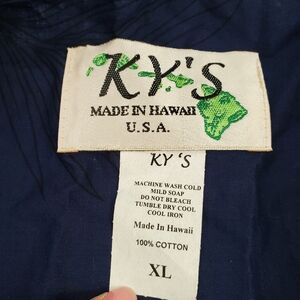 KY'S
MADE IN HAWAII
U.S.A.
KY 'S
MACHINE WASH COLD
MILD SOAP
DO NOT BLEACH
TUMBLE DRY COOL
COOL IRON
Made In Hawaii
100% COTTON
XL